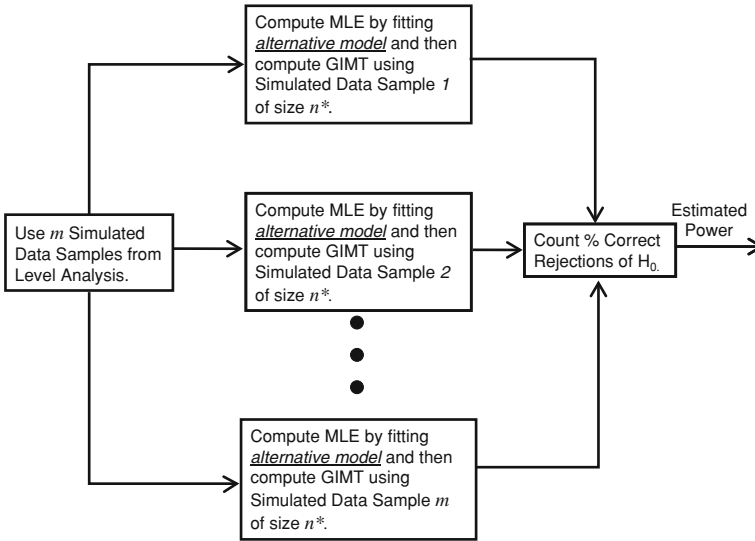 Compute MLE by fitting
alternative model and then
compute GIMT using
Simulated Data Sample 1
of size n*.
Use m Simulated
Data Samples from
Level Analysis.
Compute MLE by fitting
alternative model and then
compute GIMT using
Simulated Data Sample 2
of size n*.
Count % Correct
Rejections of H0.
Estimated
Power
Compute MLE by fitting
alternative model and then
compute GIMT using
Simulated Data Sample m
of size n*.